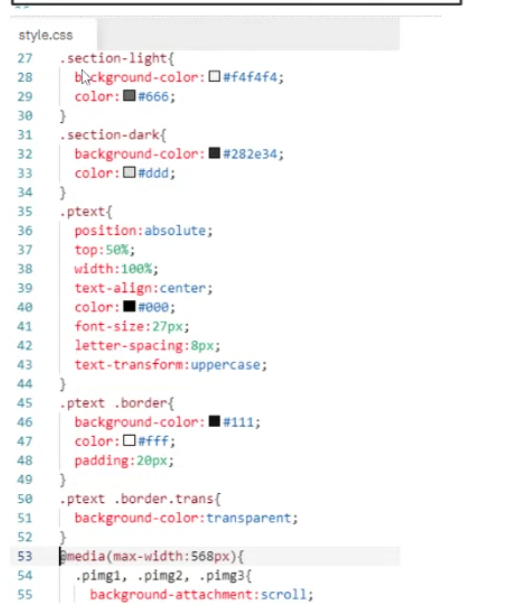 style.css
27 .section-light{
28 background-color:#f4f4f4;
29 color:#666;
30 }
31 .section-dark{
32 background-color:#282e34;
33 color:#ddd;
34 }
35 .ptext{
36 position:absolute;
37 top:50%;
38 width:100%;
39 text-align:center;
40 color:#000;
41 font-size:27px;
42 letter-spacing:8px;
43 text-transform:uppercase;
44 }
45 .ptext .border{
46 background-color:#111;
47 color:#fff;
48 padding:20px;
49 }
50 .ptext .border.trans{
51 background-color:transparent;
52 }
53 @media(max-width:568px){
54 .pimg1, .pimg2, .pimg3{
55 background-attachment:scroll;